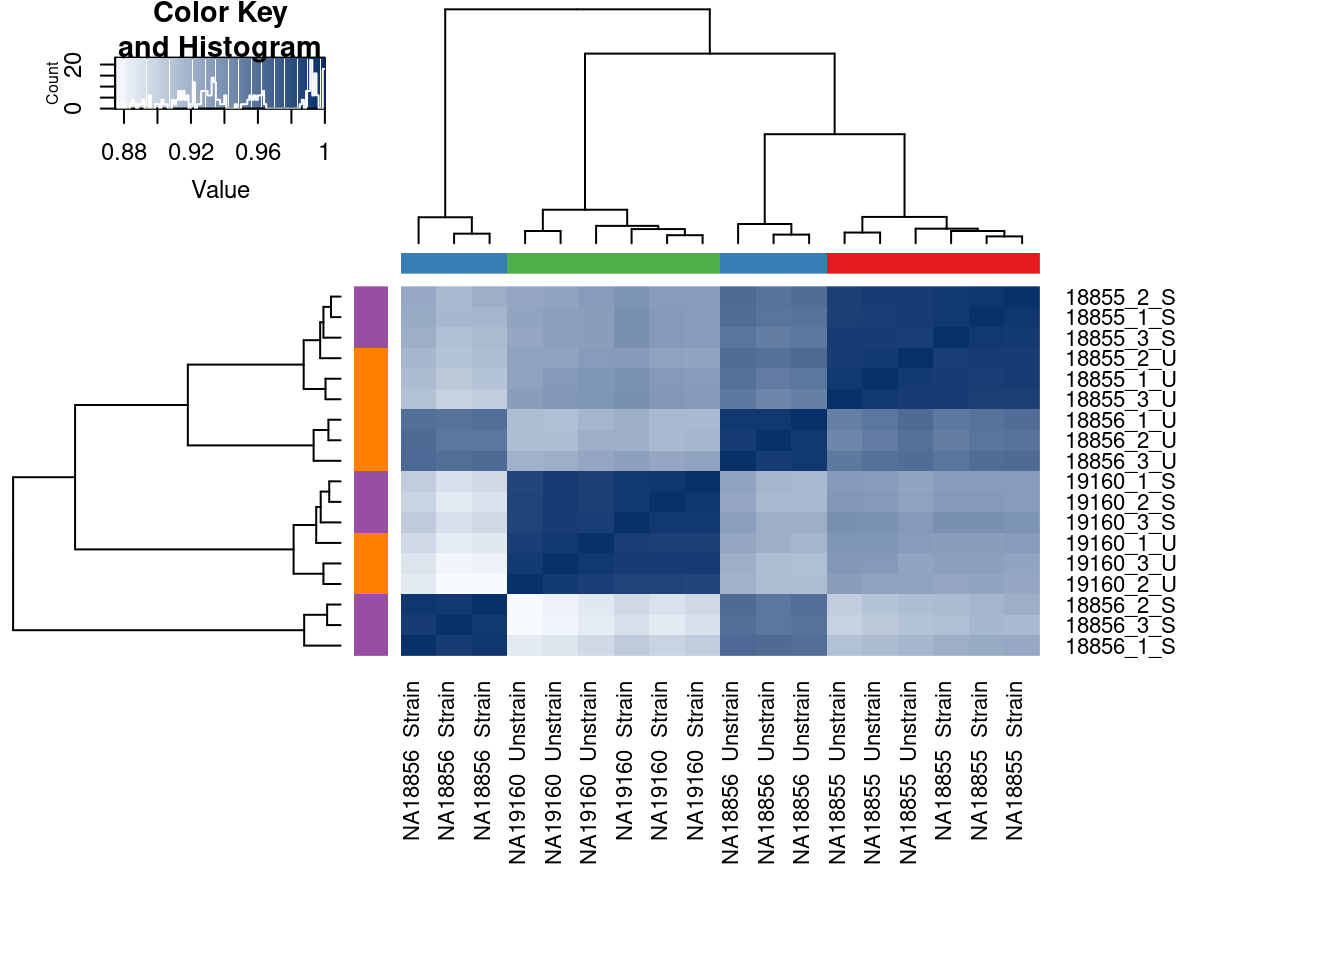 Color Key
and Histogram
Count
0 20
0.88 0.92 0.96 1
Value
18855_2_S
18855_1_S
18855_3_S
18855_2_U
18855_1_U
18855_3_U
18856_1_U
18856_2_U
18856_3_U
19160_1_S
19160_2_S
19160_3_S
19160_1_U
19160_3_U
19160_2_U
18856_2_S
18856_3_S
18856_1_S
NA18856 Strain
NA18856 Strain
NA18856 Strain
NA19160 Unstrain
NA19160 Unstrain
NA19160 Unstrain
NA19160 Strain
NA19160 Strain
NA19160 Strain
NA18856 Unstrain
NA18856 Unstrain
NA18856 Unstrain
NA18855 Unstrain
NA18855 Unstrain
NA18855 Unstrain
NA18855 Strain
NA18855 Strain
NA18855 Strain